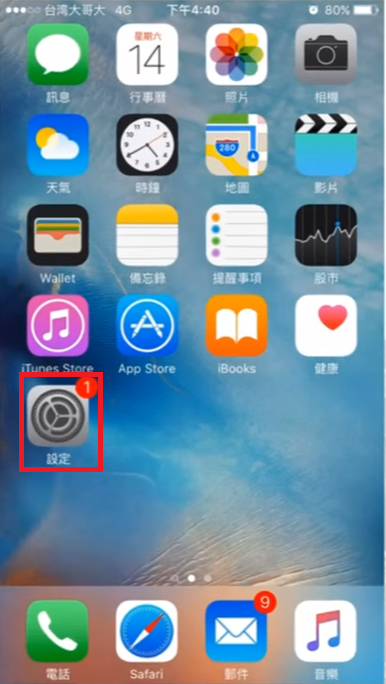 台湾大哥大 4G 下午4:40 80%
星期六
14
訊息 行事曆 照片 相機
280
天氣 時鐘 地圖 影片
Wallet 備忘錄 提醒事項 股市
iTunes Store App Store iBooks 健康
1
設定
9
電話 Safari 郵件 音樂